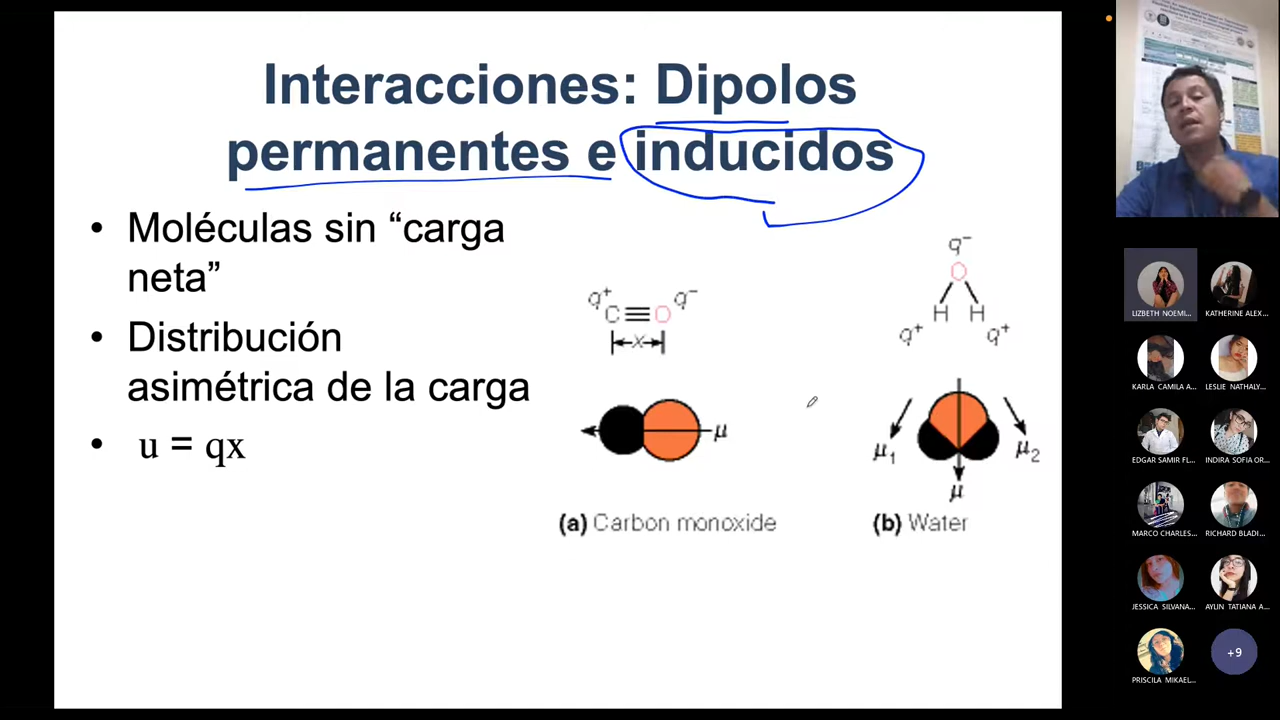 Interacciones: Dipolos
permanentes e inducidos
• Moléculas sin “carga
neta”
• Distribución
asimétrica de la carga
• u = qx
q+ C≡O q−
x
μ
(a) Carbon monoxide
q−
O
H H
q+ q+
μ1 μ2
μ
(b) Water
LIZBETH NOEMI...
KATHERINE ALEX...
KARLA CAMILA A...
LESLIE NATHALY...
EDGAR SAMIR FL...
INDIRA SOFIA OR...
MARCO CHARLES...
RICHARD BLADI...
JESSICA SILVANA...
AYLIN TATIANA A...
PRISCILA MIKAEL...
+9